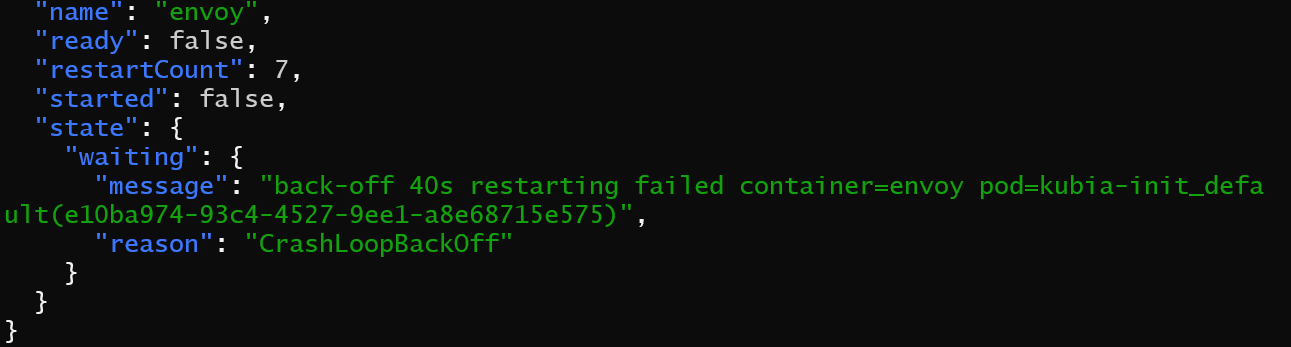 "name": "envoy",
"ready": false,
"restartCount": 7,
"started": false,
"state": {
"waiting": {
"message": "back-off 40s restarting failed container=envoy pod=kubia-init_defa
ult(e10ba974-93c4-4527-9ee1-a8e68715e575)",
"reason": "CrashLoopBackOff"
}
}
}